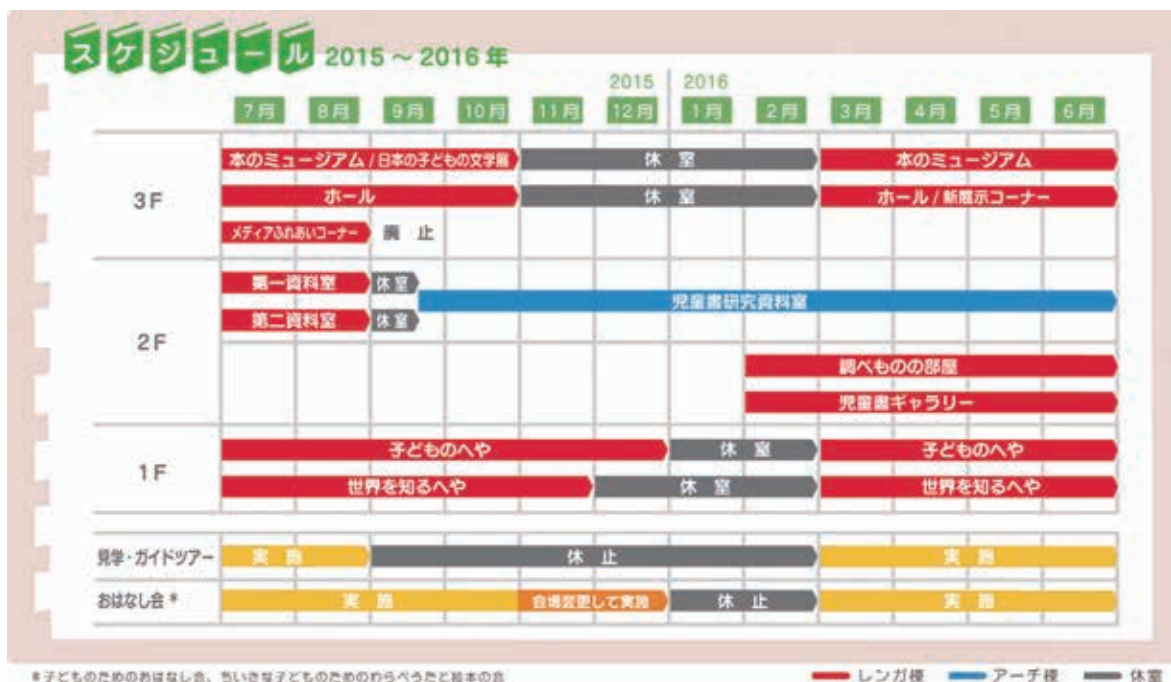 スケジュール 2015～2016年
2015 2016
7月 8月 9月 10月 11月 12月 1月 2月 3月 4月 5月 6月
3F
本のミュージアム/日本の子どもの文学展 休室 本のミュージアム
ホール 休室 ホール/新展示コーナー
メディアふれあいコーナー 廃止
2F
第一資料室 休室
児童書研究資料室
第二資料室 休室
調べものの部屋
児童書ギャラリー
1F
子どものへや 休室 子どものへや
世界を知るへや 休室 世界を知るへや
見学・ガイドツアー 実施 休止 実施
おはなし会* 実施 会場変更して実施 休止 実施
*子どものためのおはなし会、ちいさな子どものためのわらべうたと絵本の会
レンガ棟 アーチ棟 休室